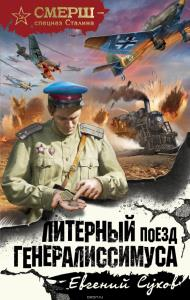 СМЕРШ
спецназ Сталина
ЛИТЕРНЫЙ ПОЕЗД
ГЕНЕРАЛИССИМУСА
Евгений Сухов